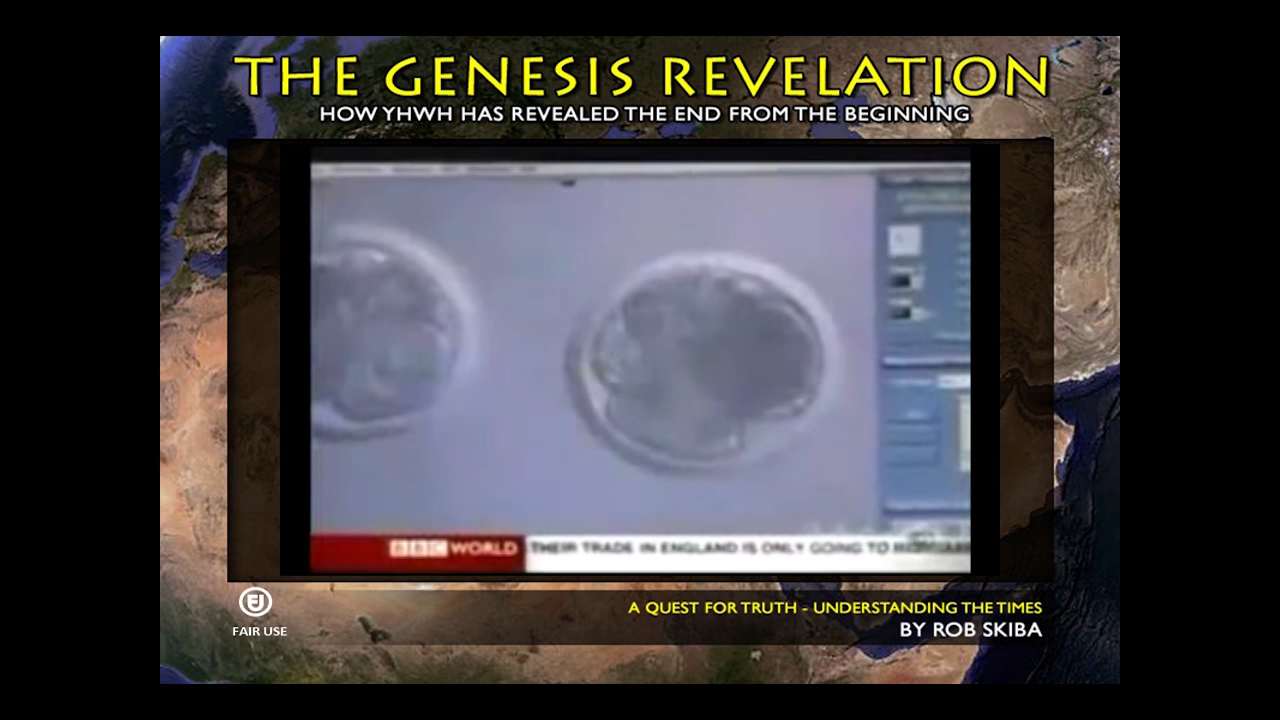 THE GENESIS REVELATION
HOW YHWH HAS REVEALED THE END FROM THE BEGINNING
BBC WORLD THEIR TRADE IN ENGLAND IS ONLY GOING TO
FJ
FAIR USE
A QUEST FOR TRUTH - UNDERSTANDING THE TIMES
BY ROB SKIBA